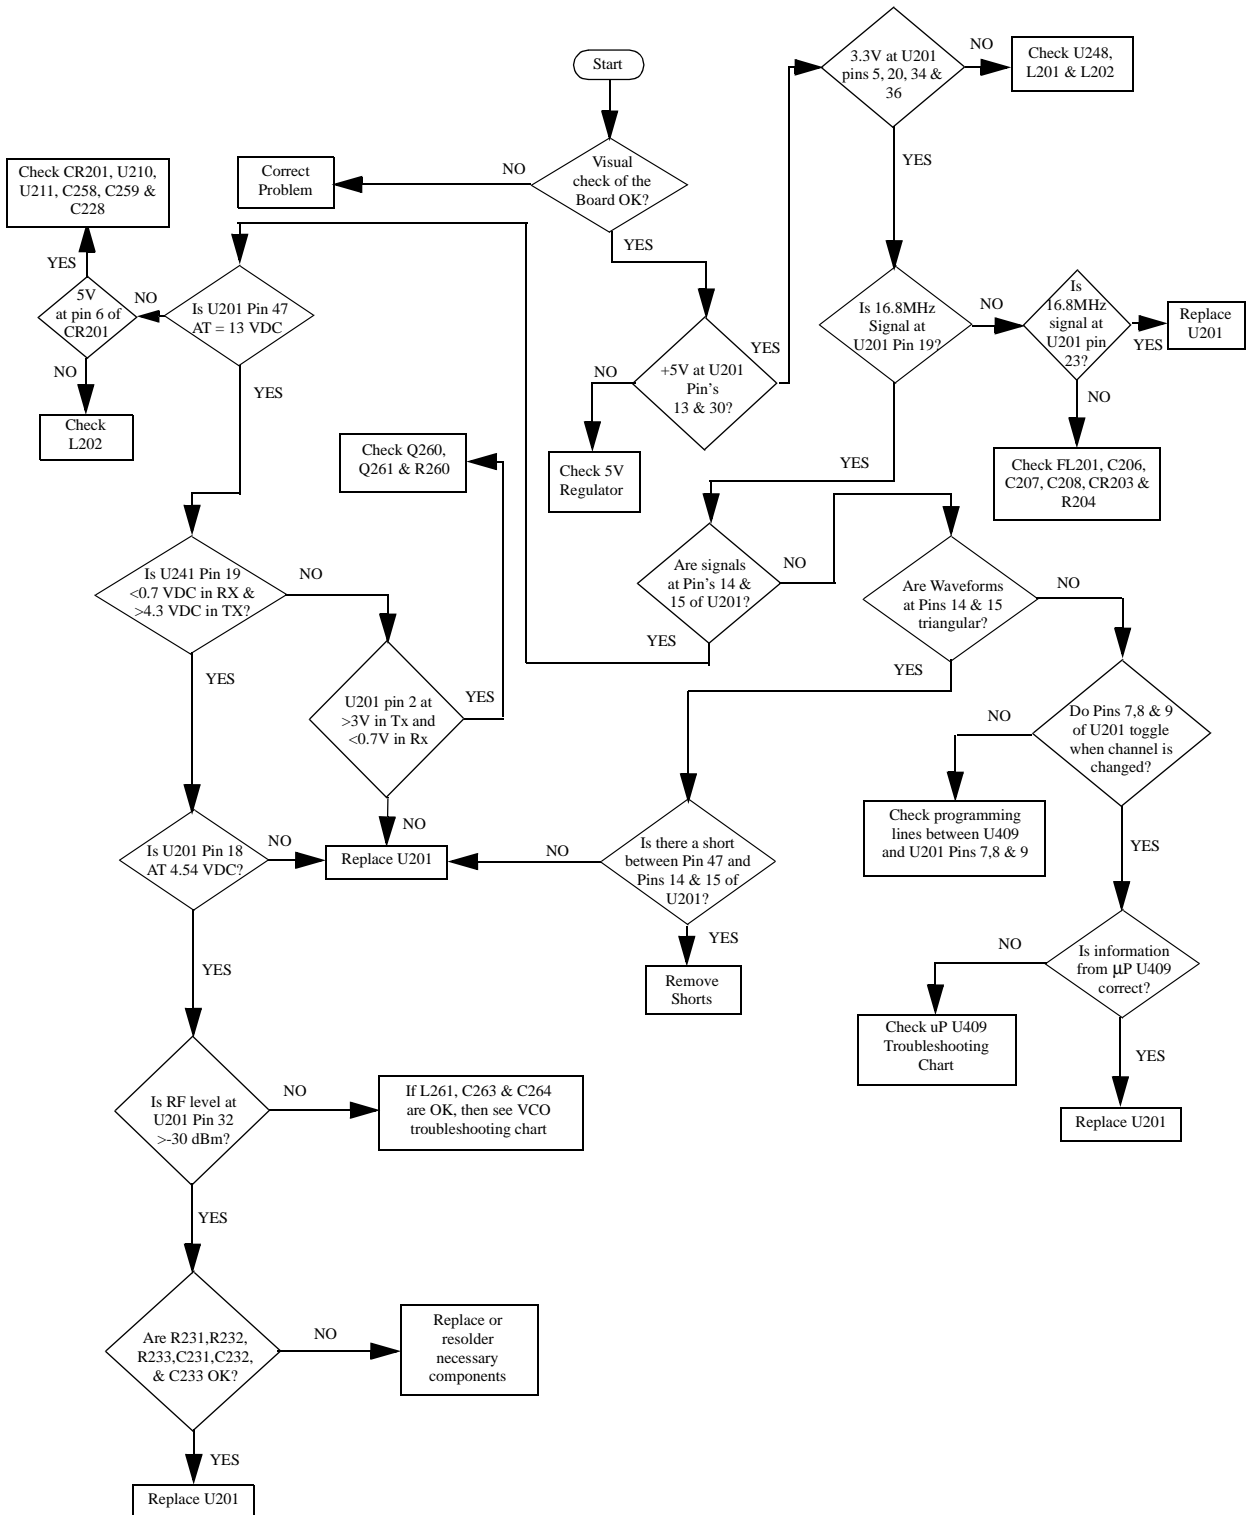 Start
Visual
check of the
Board OK?
NO
Correct
Problem
YES
+5V at U201
Pin's
13 & 30?
NO
Check 5V
Regulator
YES
3.3V at U201
pins 5, 20, 34 &
36
NO
Check U248,
L201 & L202
YES
Is 16.8MHz
Signal at
U201 Pin 19?
NO
Is
16.8MHz
signal at
U201 pin
23?
YES
Replace
U201
NO
Check FL201, C206,
C207, C208, CR203 &
R204
YES
Are signals
at Pin's 14 &
15 of U201?
NO
Are Waveforms
at Pins 14 & 15
triangular?
NO
Do Pins 7,8 & 9
of U201 toggle
when channel is
changed?
NO
Check programming
lines between U409
and U201 Pins 7,8 & 9
YES
Is information
from µP U409
correct?
NO
Check uP U409
Troubleshooting
Chart
YES
Replace U201
YES
Is there a short
between Pin 47 and
Pins 14 & 15 of
U201?
NO
Replace U201
YES
Remove
Shorts
YES
Is U201 Pin 47
AT = 13 VDC
NO
5V
at pin 6 of
CR201
YES
Check CR201, U210,
U211, C258, C259 &
C228
NO
Check
L202
YES
Is U241 Pin 19
<0.7 VDC in RX &
>4.3 VDC in TX?
NO
U201 pin 2 at
>3V in Tx and
<0.7V in Rx
YES
Check Q260,
Q261 & R260
NO
YES
Is U201 Pin 18
AT 4.54 VDC?
NO
YES
Is RF level at
U201 Pin 32
>-30 dBm?
NO
If L261, C263 & C264
are OK, then see VCO
troubleshooting chart
YES
Are R231,R232,
R233,C231,C232,
& C233 OK?
NO
Replace or
resolder
necessary
components
YES
Replace U201